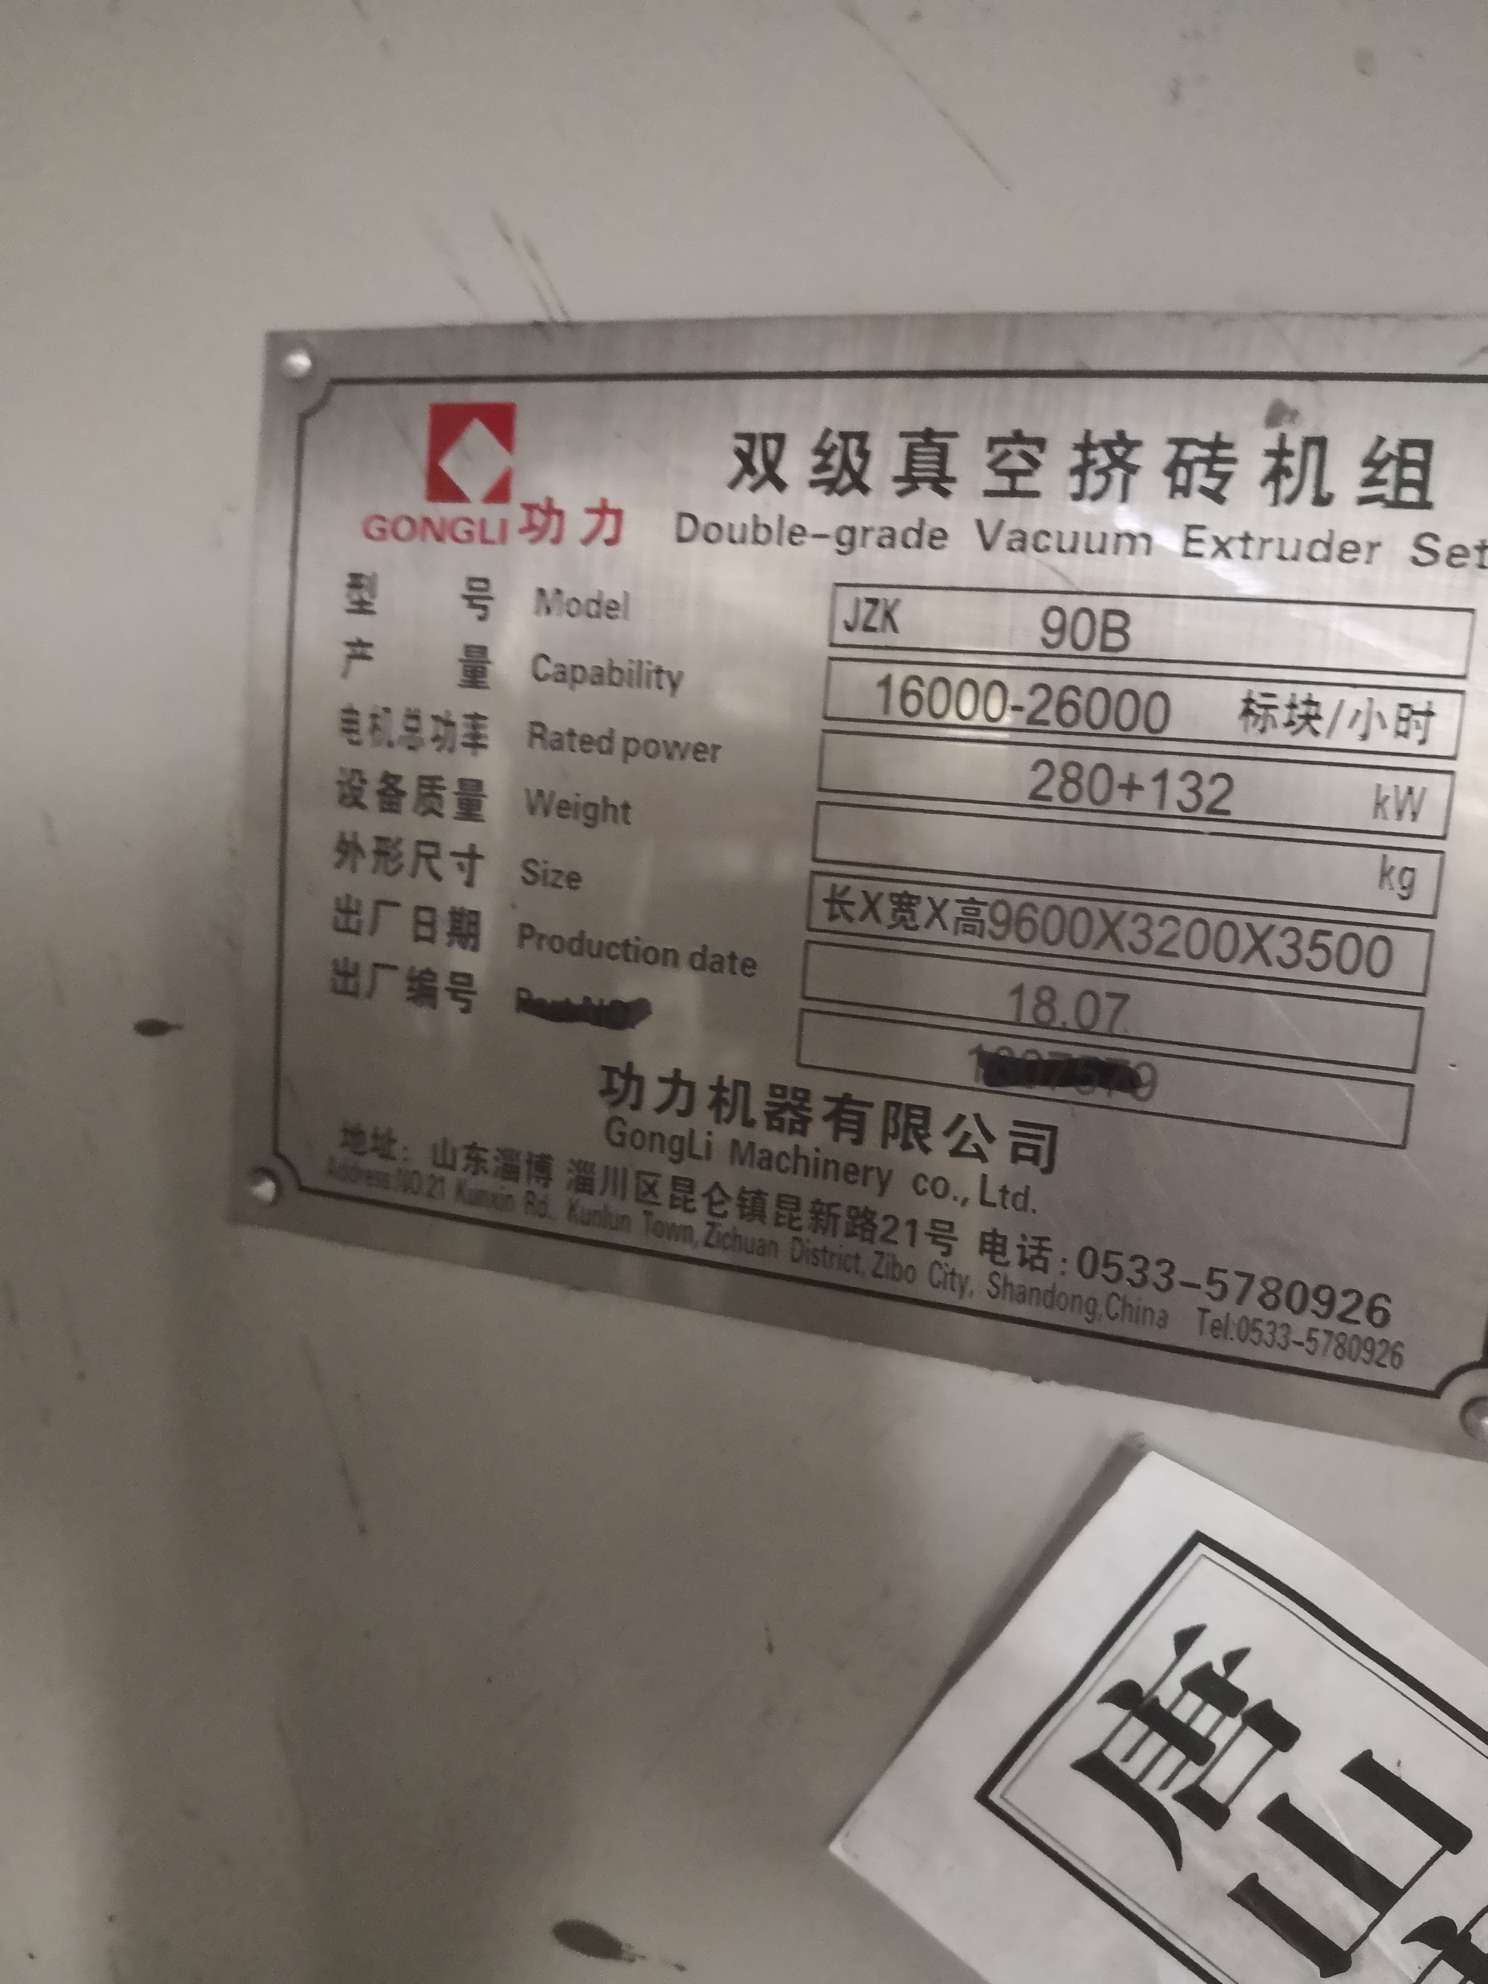 双级真空挤砖机组
GONGLI 功力 Double-grade Vacuum Extruder Set
型 号 Model JZK 90B
产 量 Capability 16000-26000 标块/小时
电机总功率 Rated power 280+132 kW
设备质量 Weight kg
外形尺寸 Size 长X宽X高9600X3200X3500
出厂日期 Production date 18.07
出厂编号
功力机器有限公司
GongLi Machinery co., Ltd.
地址: 山东淄博 淄川区昆仑镇昆新路21号 电话:0533-5780926
Address:NO.21 Kunxin Rd., Kunlun Town, Zichuan District, Zibo City, Shandong,China Tel:0533-5780926
唐山